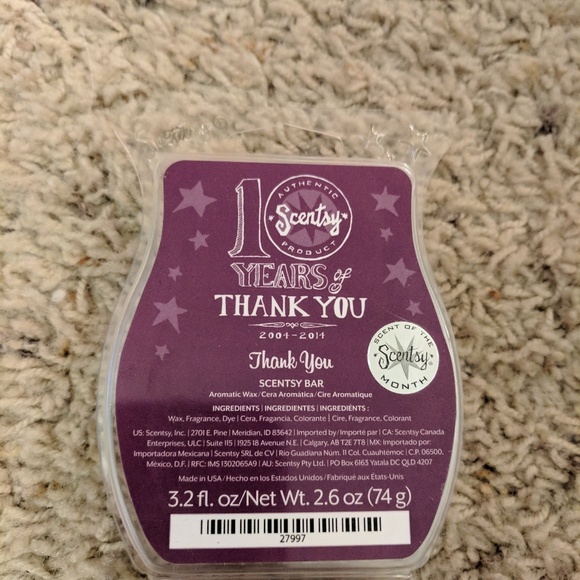 10
AUTHENTIC
Scentsy
PRODUCT
YEARS of
THANK YOU
2004-2014
Thank You
SCENTSY BAR
Aromatic Wax/Cera Aromática/Cire Aromatique
SCENT OF THE
Scentsy
MONTH
INGREDIENTS | INGREDIENTES | INGRÉDIENTS :
Wax, Fragrance, Dye | Cera, Fragancia, Colorante | Cire, Fragrance, Colorant
US: Scentsy, Inc. | 2701 E. Pine | Meridian, ID 83642 | Imported by/Importé par | CA: Scentsy Canada
Enterprises, ULC | Suite 115 | 19251 8 Avenue N.E. | Calgary, AB T2E 7T8 | MX: Importado por:
Importadora Mexicana | Scentsy SRL de CV | Rio Guadiana Núm. 11 Col. Cuauhtemoc | C.P. 06500,
México, D.F. | RFC: IMS 1302065A9 | AU: Scentsy Pty Ltd. | PO Box 6163 Yatala DC QLD 4207
Made in USA/Hecho en los Estados Unidos/Fabriqué aux États-Unis
3.2 fl. oz/Net Wt. 2.6 oz (74 g)
27997